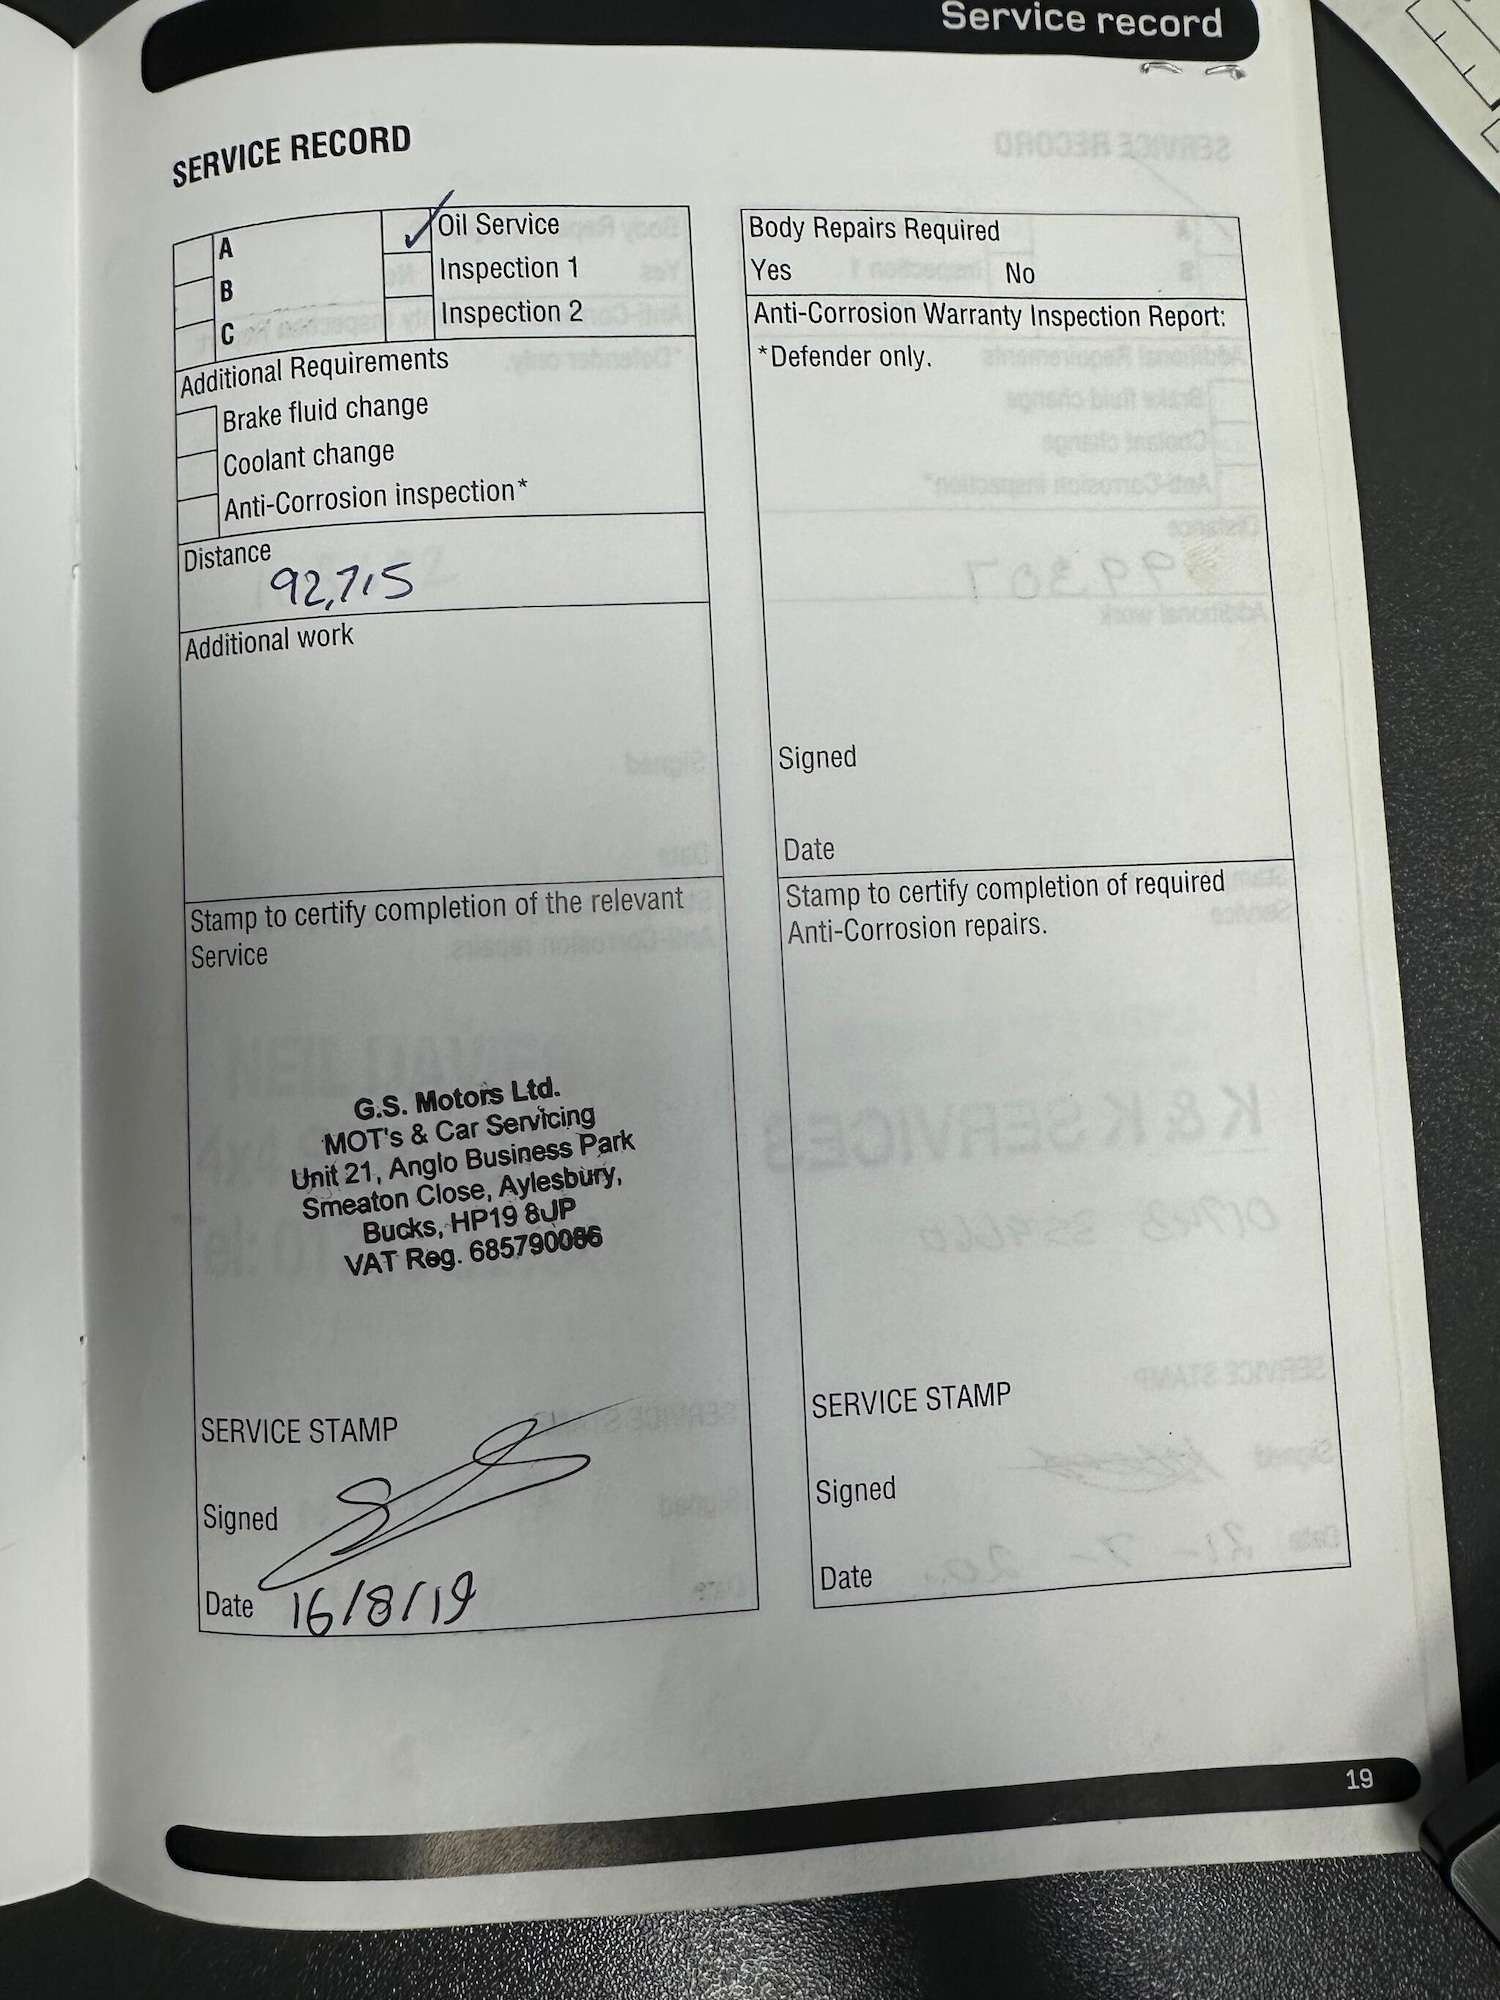 Service record
SERVICE RECORD
A
B
C
✓ Oil Service
Inspection 1
Inspection 2
Additional Requirements
Brake fluid change
Coolant change
Anti-Corrosion inspection*
Distance
92,715
Additional work
Stamp to certify completion of the relevant
Service
G.S. Motors Ltd.
MOT's & Car Servicing
Unit 21, Anglo Business Park
Smeaton Close, Aylesbury,
Bucks, HP19 8UP
VAT Reg. 685790086
SERVICE STAMP
Signed
Date 16/8/19
Body Repairs Required
Yes No
Anti-Corrosion Warranty Inspection Report:
*Defender only.
Signed
Date
Stamp to certify completion of required
Anti-Corrosion repairs.
SERVICE STAMP
Signed
Date
19